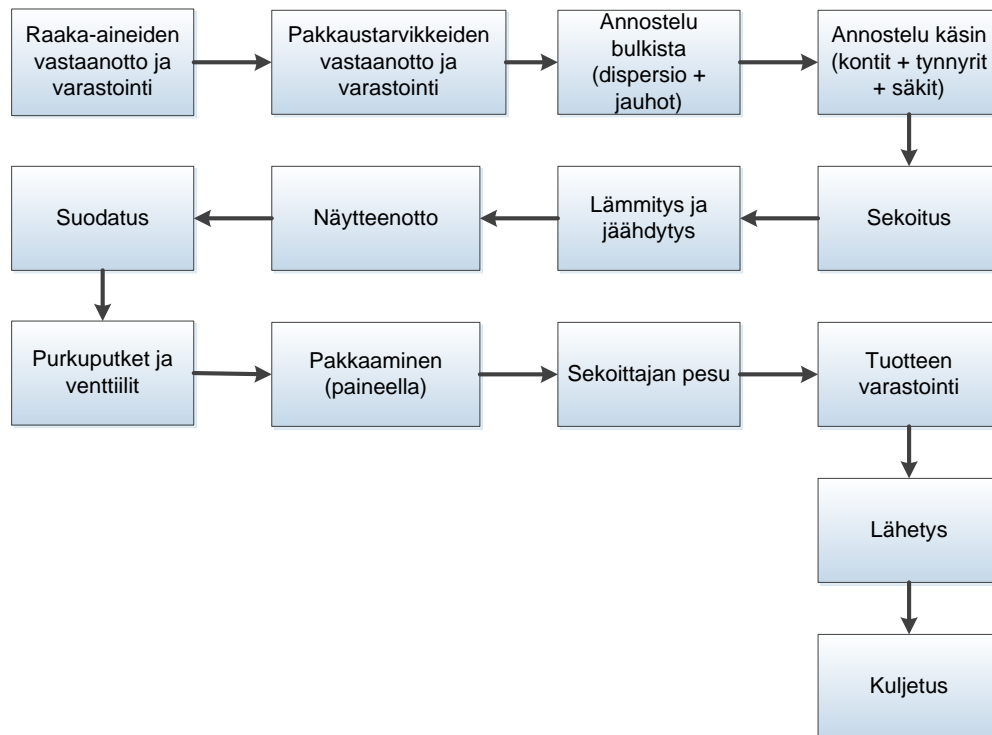 Raaka-aineiden
vastaanotto ja
varastointi
Pakkaustarvikkeiden
vastaanotto ja
varastointi
Annostelu
bulkista
(dispersio +
jauhot)
Annostelu käsin
(kontit + tynnyrit
+ säkit)
Sekoitus
Lämmitys ja
jäähdytys
Näytteenotto
Suodatus
Purkuputket ja
venttiilit
Pakkaaminen
(paineella)
Sekoittajan pesu
Tuotteen
varastointi
Lähetys
Kuljetus